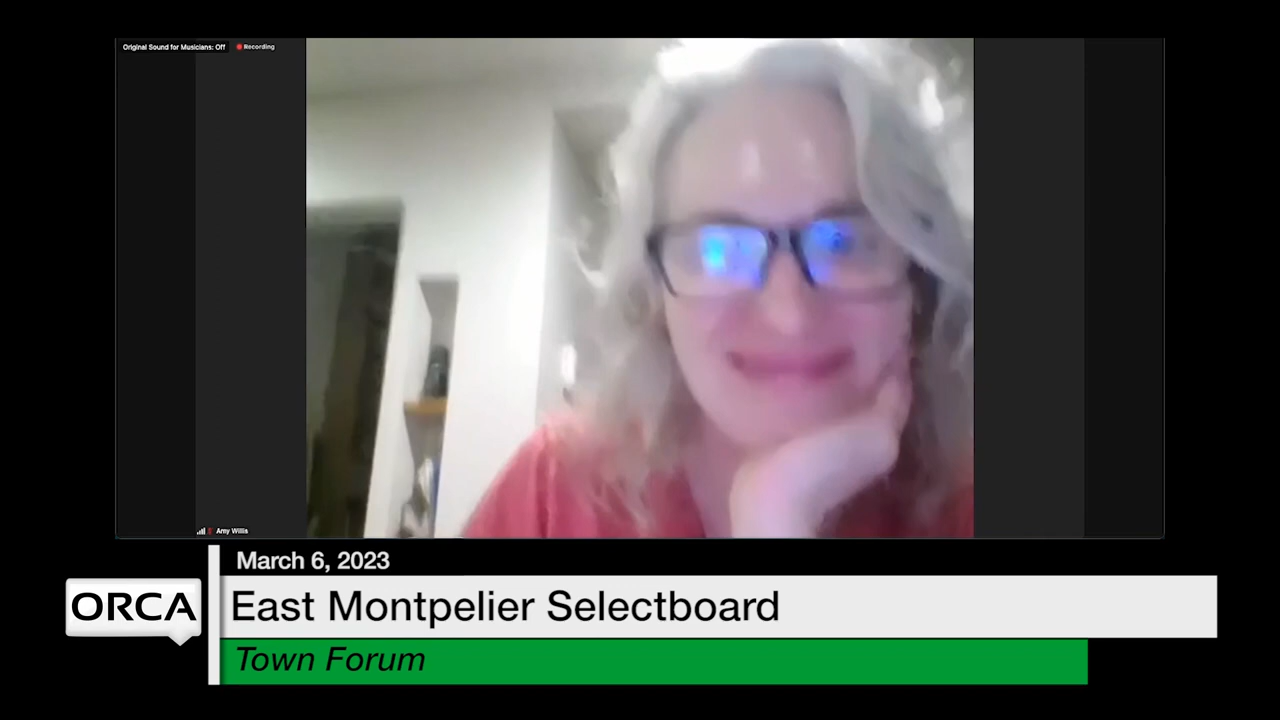 Original Sound for Musicians: Off Recording
Amy Willis
March 6, 2023
ORCA
East Montpelier Selectboard
Town Forum